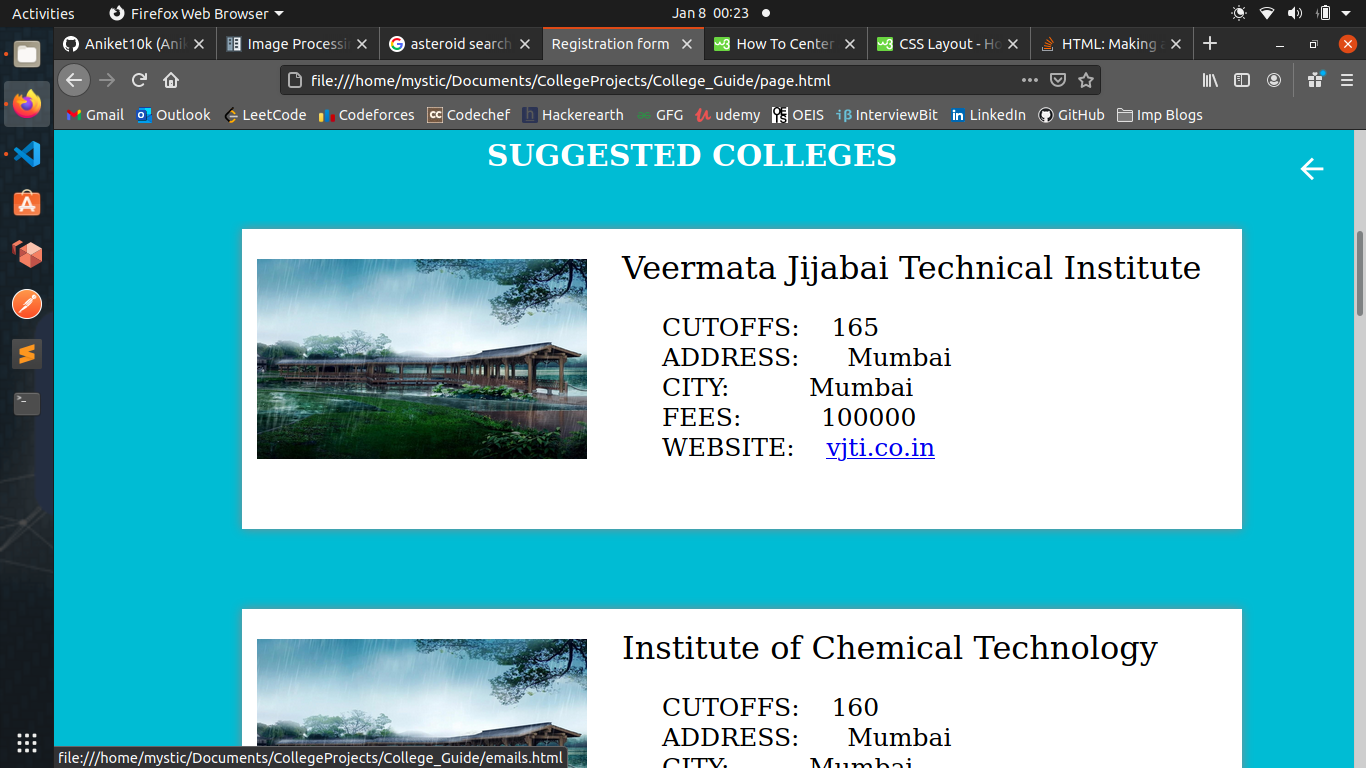 Activities Firefox Web Browser Jan 8 00:23
Aniket10k (Ani Image Processi asteroid search Registration form How To Center CSS Layout - Ho HTML: Making a
file:///home/mystic/Documents/CollegeProjects/College_Guide/page.html
Gmail Outlook LeetCode Codeforces Codechef Hackerearth GFG udemy OEIS InterviewBit LinkedIn GitHub Imp Blogs
SUGGESTED COLLEGES
Veermata Jijabai Technical Institute
CUTOFFS: 165
ADDRESS: Mumbai
CITY: Mumbai
FEES: 100000
WEBSITE: vjti.co.in
Institute of Chemical Technology
CUTOFFS: 160
ADDRESS: Mumbai
CITY: Mumbai
file:///home/mystic/Documents/CollegeProjects/College_Guide/emails.html